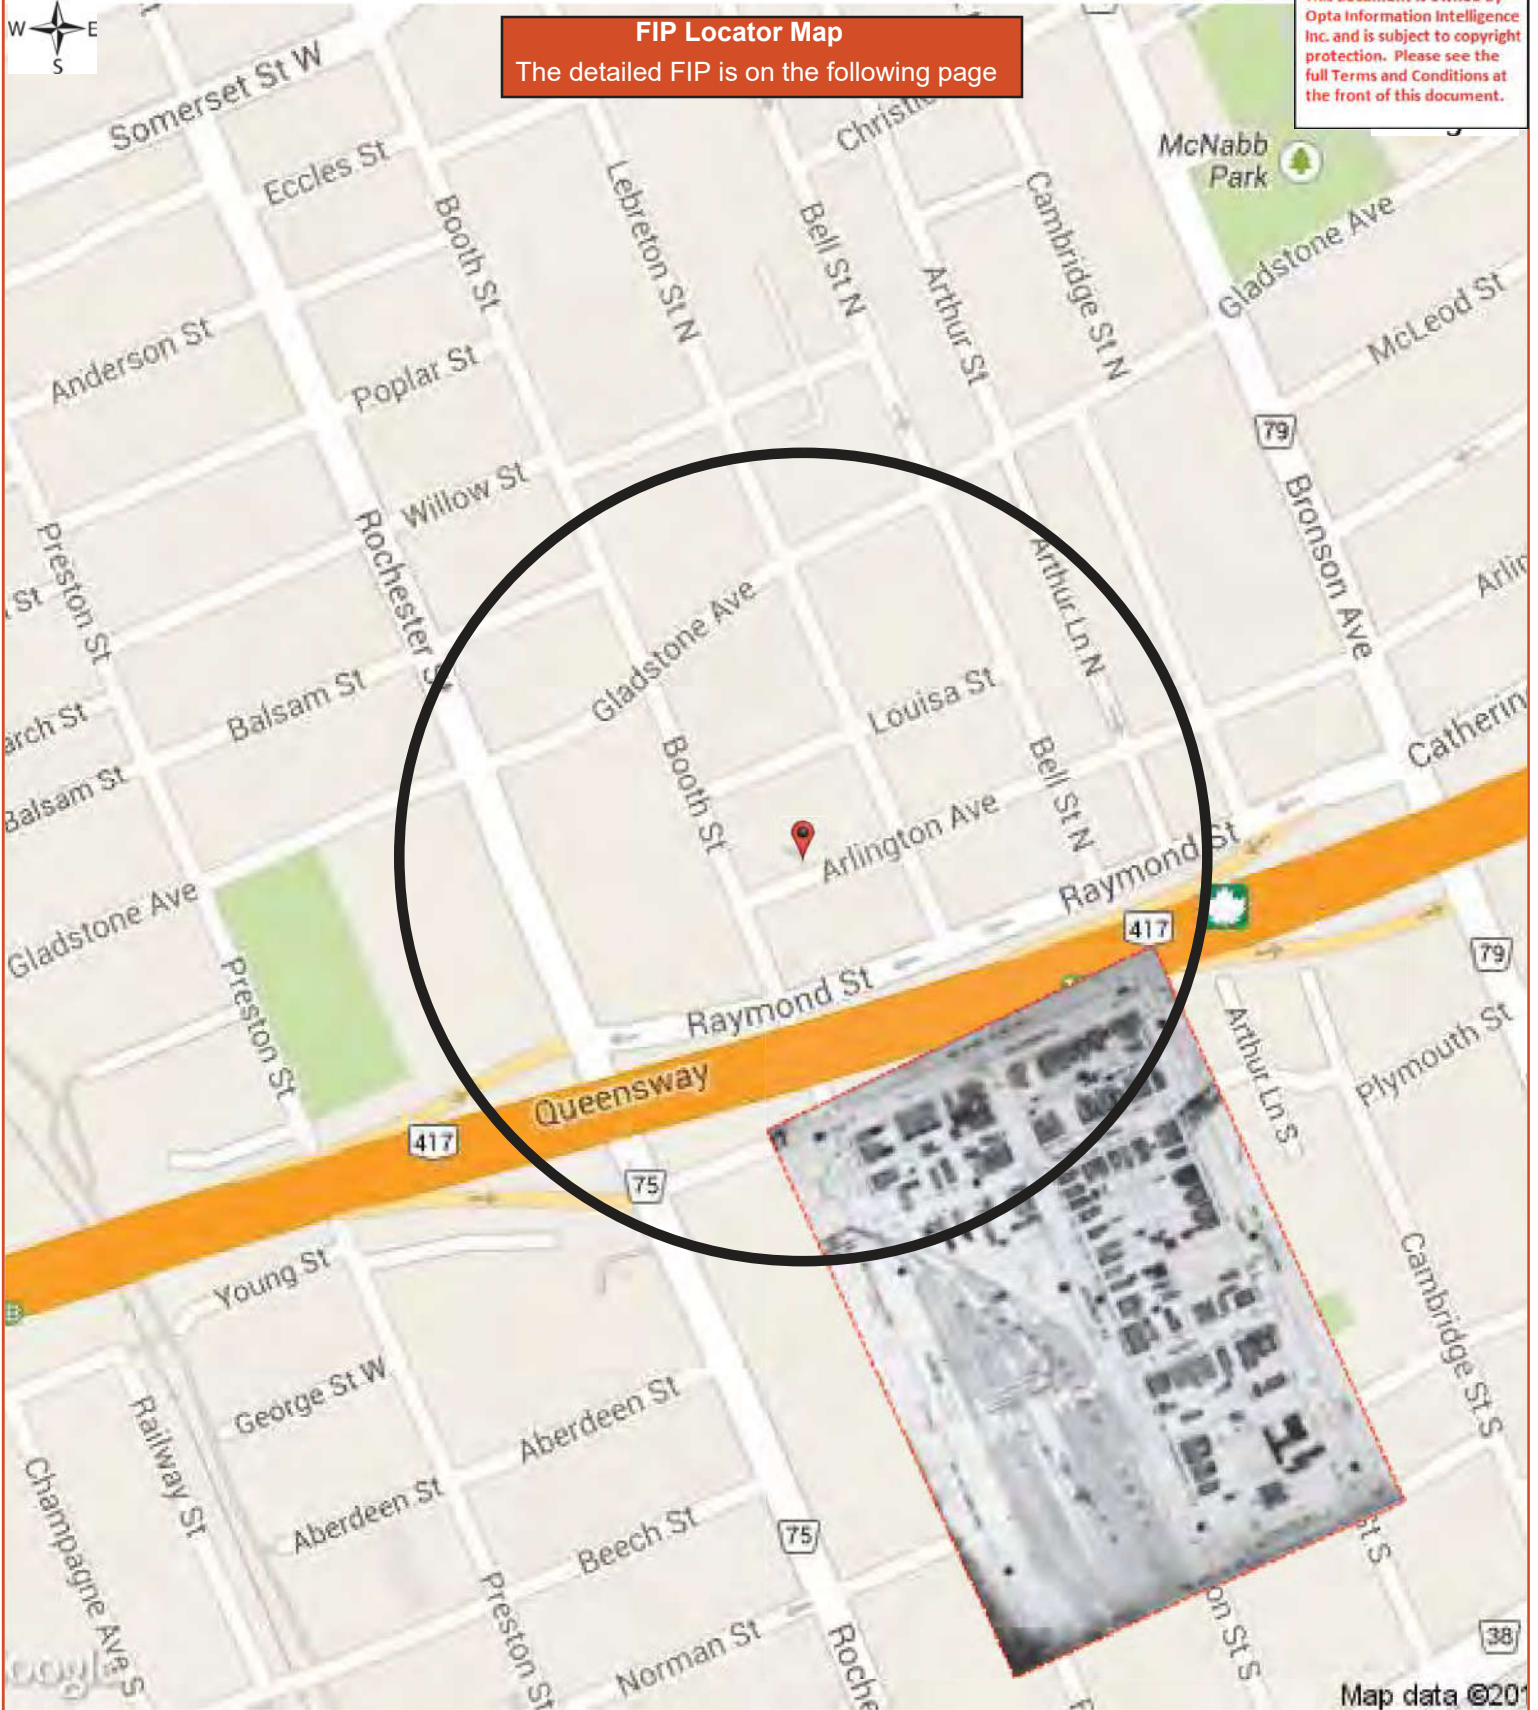 W E
S
FIP Locator Map
The detailed FIP is on the following page
Opta Information Intelligence
Inc. and is subject to copyright
protection. Please see the
full Terms and Conditions at
the front of this document.
Somerset St W
Eccles St
Booth St
Lebreton St N
Bell St N
Arthur St
Cambridge St N
McNabb
Park
Gladstone Ave
McLeod St
Anderson St
Poplar St
79
Willow St
Preston St
Rochester St
Bronson Ave
St
Arthur Ln N
Gladstone Ave
Balsam St
Louisa St
Balsam St
Booth St
Bell St N
Arlington Ave
Raymond St
Gladstone Ave
417
79
Preston St
Raymond St
Arthur Ln S
Plymouth St
Queensway
417
75
Young St
Cambridge St S
George St W
Aberdeen St
Railway St
Champagne Ave S
Aberdeen St
Beech St
75
St S
Preston St
Norman St
on St S
38
Map data ©201